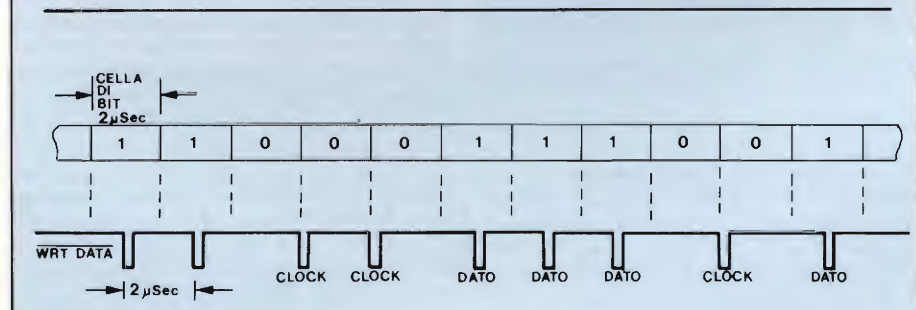 CELLA
DI
BIT
2µSec
1 1 0 0 0 1 1 1 0 0 1
WRT DATA
CLOCK CLOCK DATO DATO DATO CLOCK DATO
2µSec